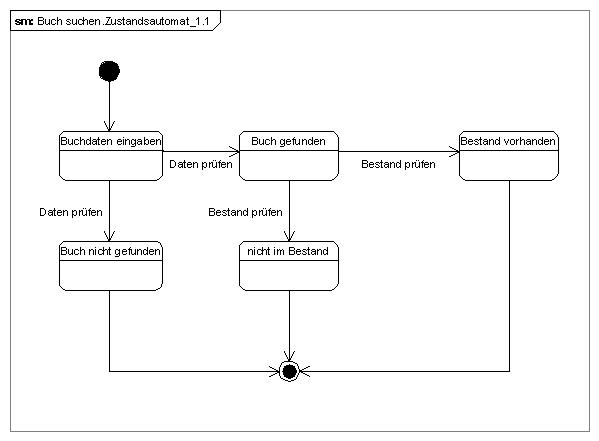 sm: Buch suchen.Zustandsautomat_1.1
Buchdaten eingaben
Daten prüfen
Buch gefunden
Bestand prüfen
Bestand vorhanden
Daten prüfen
Bestand prüfen
Buch nicht gefunden
nicht im Bestand